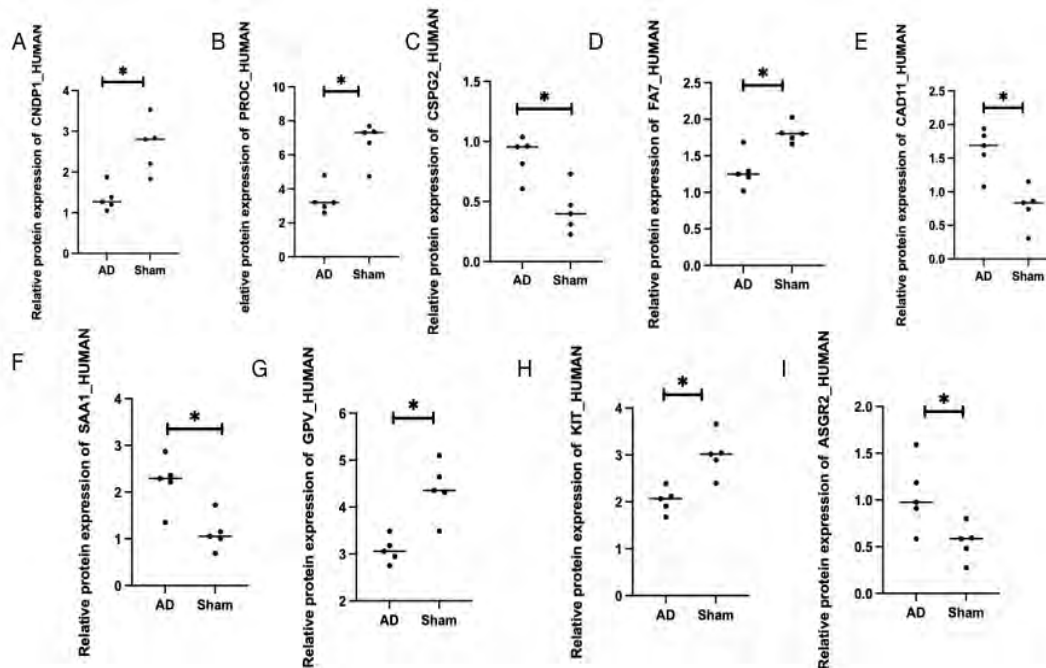 A
Relative protein expression of CNDP1_HUMAN
*
4
3
2
1
0
AD Sham
B
elative protein expression of PROC_HUMAN
*
10
8
6
4
2
0
AD Sham
C
Relative protein expression of CSPG2_HUMAN
*
1.5
1.0
0.5
0.0
AD Sham
D
Relative protein expression of FA7_HUMAN
*
2.5
2.0
1.5
1.0
0.5
0.0
AD Sham
E
Relative protein expression of CAD11_HUMAN
*
2.5
2.0
1.5
1.0
0.5
0.0
AD Sham
F
Relative protein expression of SAA1_HUMAN
*
4
3
2
1
0
AD Sham
G
Relative protein expression of GPV_HUMAN
*
6
5
4
3
2
AD Sham
H
Relative protein expression of KIT_HUMAN
*
4
3
2
1
0
AD Sham
I
Relative protein expression of ASGR2_HUMAN
*
2.0
1.5
1.0
0.5
0.0
AD Sham